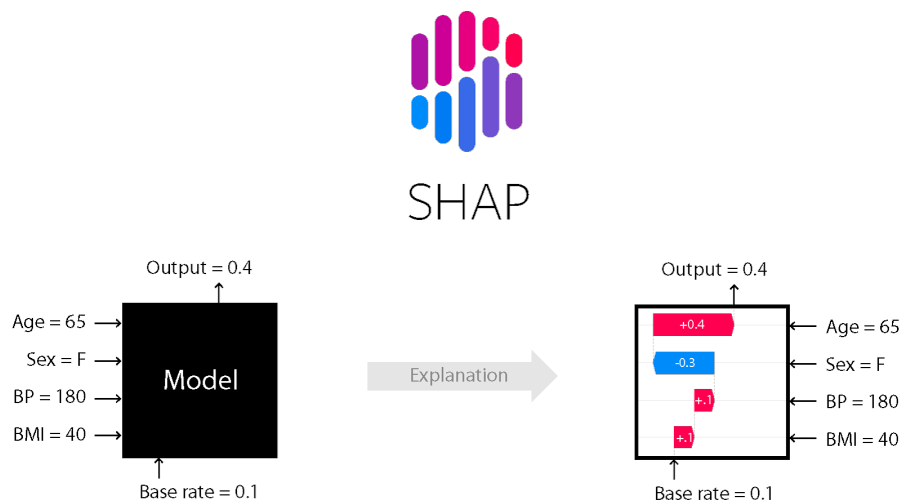 SHAP
Output = 0.4
Age = 65
Sex = F
BP = 180
BMI = 40
Model
Base rate = 0.1
Explanation
Output = 0.4
+0.4
-0.3
+.1
+.1
Age = 65
Sex = F
BP = 180
BMI = 40
Base rate = 0.1